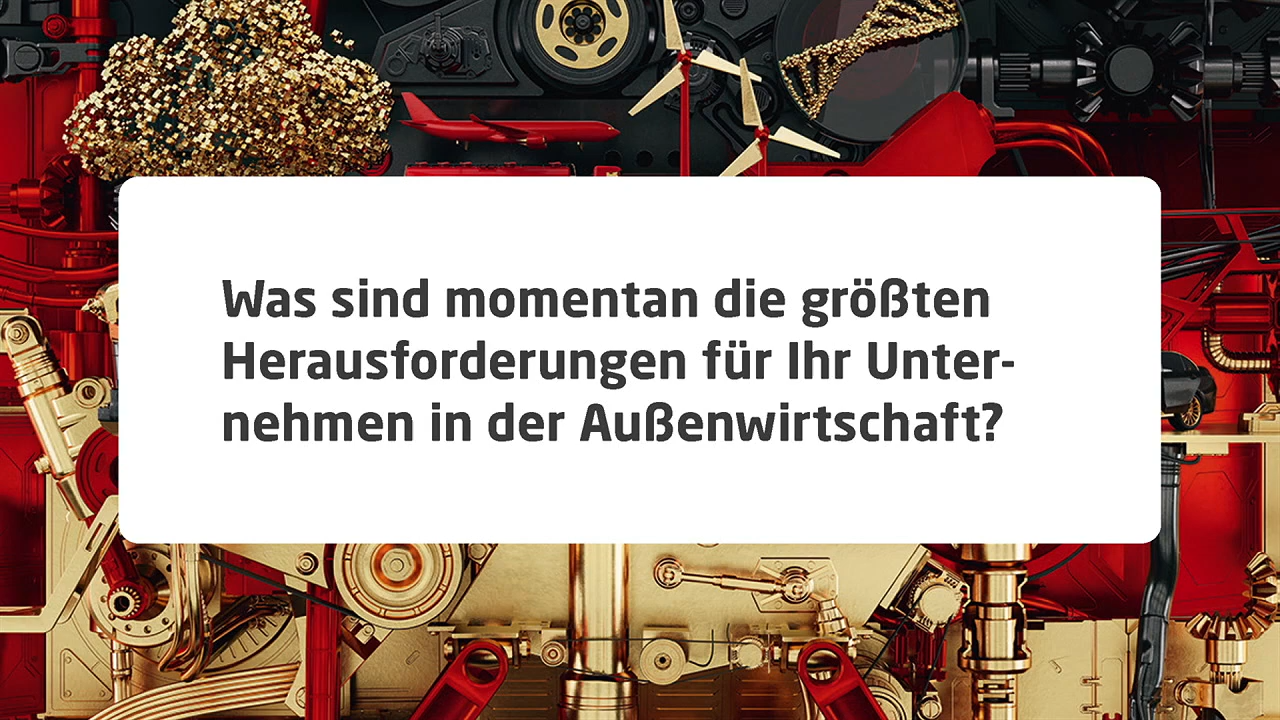 Was sind momentan die größten
Herausforderungen für Ihr Unter-
nehmen in der Außenwirtschaft?